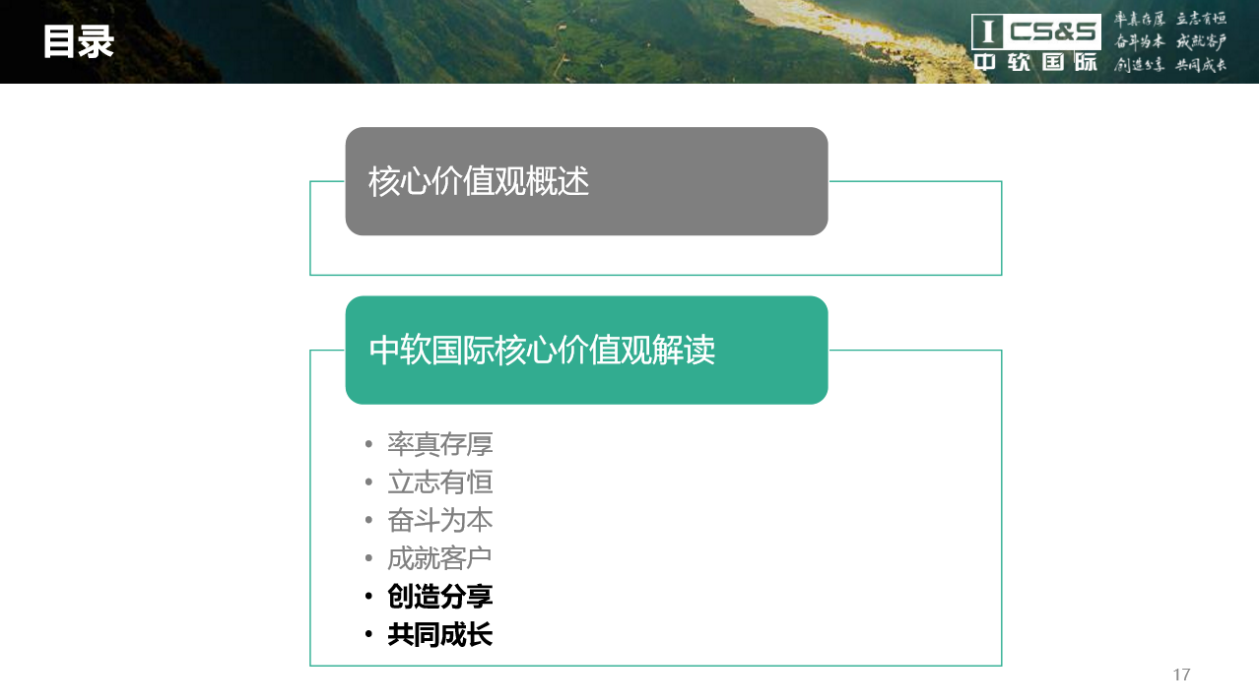 目录
ICS&S
中软国际
率真存厚 立志有恒
奋斗为本 成就客户
创造分享 共同成长
核心价值观概述
中软国际核心价值观解读
• 率真存厚
• 立志有恒
• 奋斗为本
• 成就客户
• 创造分享
• 共同成长
17